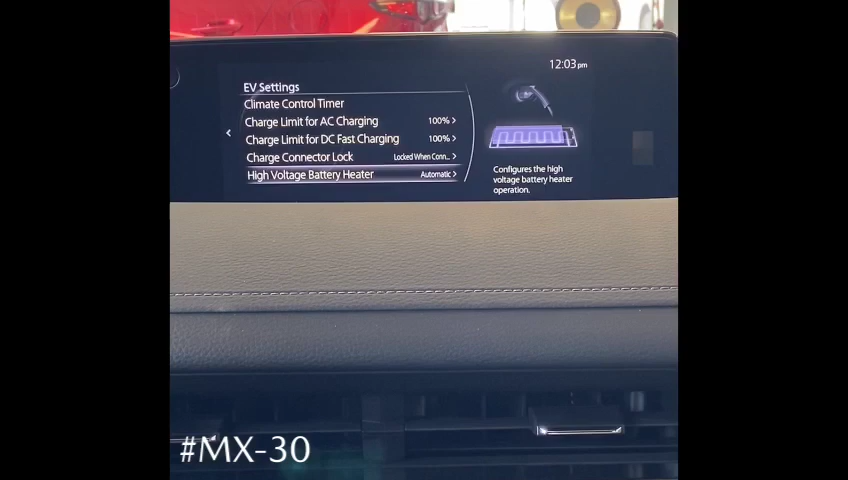 12:03pm
EV Settings
Climate Control Timer
Charge Limit for AC Charging 100%
Charge Limit for DC Fast Charging 100%
Charge Connector Lock Locked When Conn...
High Voltage Battery Heater Automatic
Configures the high
voltage battery heater
operation.
#MX-30